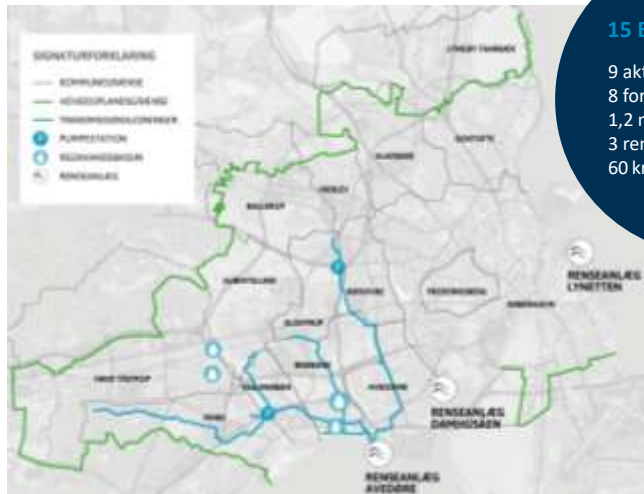 15 E
9 akt
8 for
1,2 m
3 ren
60 km
SIGNATURFORKLARING
KOMMUNEGRÆNSE
HOVEDOPLANDSGRÆNSE
TRANSMISSIONSLEDNINGER
PUMPESTATION
REGNVANDSBASSIN
RENSEANLÆG
LYNGBY-TAARBÆK
GENTOFTE
GLADSAXE
HERLEV
BALLERUP
ALBERTSLUND
RØDOVRE
FREDERIKSBERG
KØBENHAVN
GLOSTRUP
BRØNDBY
HVIDOVRE
HØJE-TAASTRUP
VALLENSBÆK
ISHØJ
RENSEANLÆG
LYNETTEN
RENSEANLÆG
DAMHUSÅEN
RENSEANLÆG
AVEDØRE